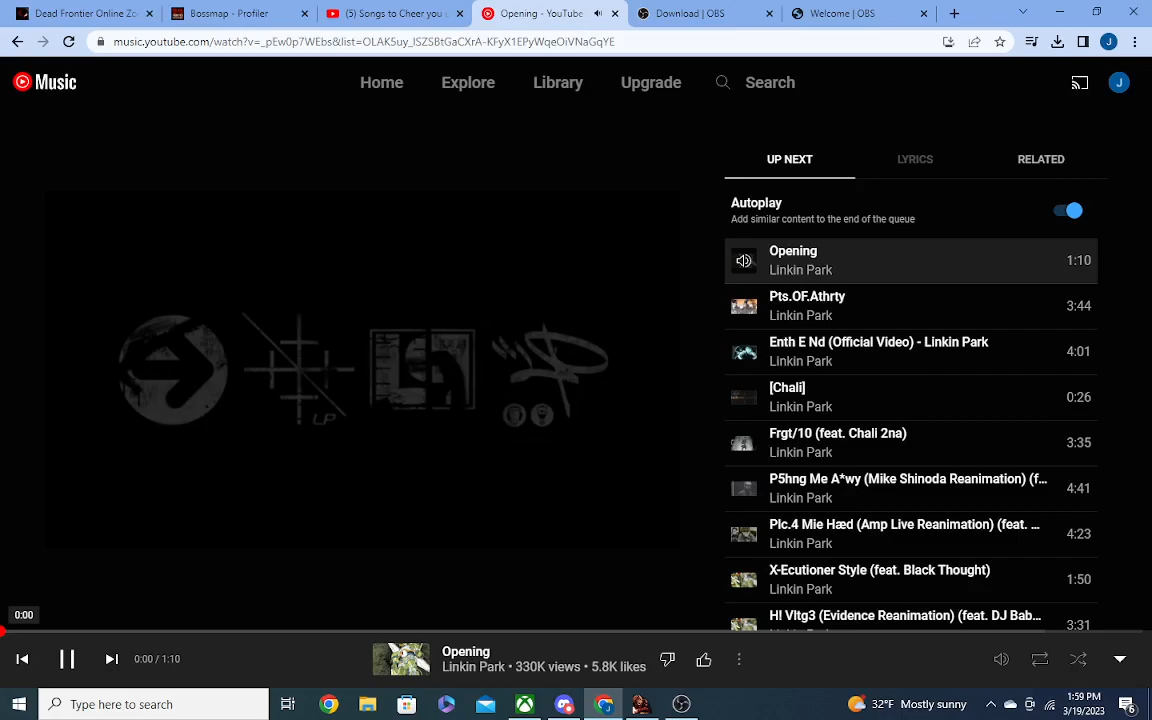 Dead Frontier Online Zo
Bossmap - Profiler
(5) Songs to Cheer you u
Opening - YouTube
Download | OBS
Welcome | OBS
music.youtube.com/watch?v=_pEw0p7WEbs&list=OLAK5uy_lSZSBtGaCXrA-KFyX1EPyWqeOiVNaGqYE
J
Music
Home
Explore
Library
Upgrade
Search
J
UP NEXT
LYRICS
RELATED
Autoplay
Add similar content to the end of the queue
Opening
Linkin Park
1:10
Pts.OF.Athrty
Linkin Park
3:44
Enth E Nd (Official Video) - Linkin Park
Linkin Park
4:01
[Chali]
Linkin Park
0:26
Frgt/10 (feat. Chali 2na)
Linkin Park
3:35
P5hng Me A*wy (Mike Shinoda Reanimation) (f...
Linkin Park
4:41
Plc.4 Mie Hæd (Amp Live Reanimation) (feat. ...
Linkin Park
4:23
X-Ecutioner Style (feat. Black Thought)
Linkin Park
1:50
H! Vltg3 (Evidence Reanimation) (feat. DJ Bab...
3:31
LP
0:00
0:00 / 1:10
Opening
Linkin Park • 330K views • 5.8K likes
Type here to search
32°F Mostly sunny
1:59 PM
3/19/2023
6